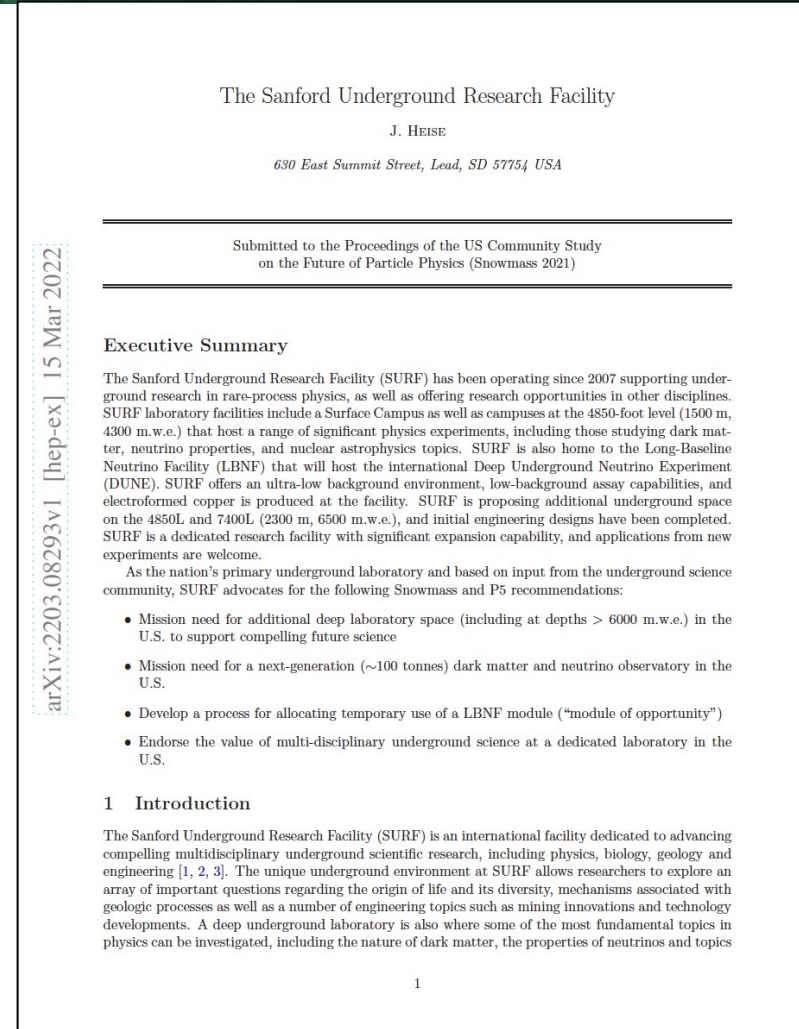 The Sanford Underground Research Facility
J. Heise
630 East Summit Street, Lead, SD 57754 USA
Submitted to the Proceedings of the US Community Study
on the Future of Particle Physics (Snowmass 2021)
arXiv:2203.08293v1 [hep-ex] 15 Mar 2022
Executive Summary
The Sanford Underground Research Facility (SURF) has been operating since 2007 supporting under-
ground research in rare-process physics, as well as offering research opportunities in other disciplines.
SURF laboratory facilities include a Surface Campus as well as campuses at the 4850-foot level (1500 m,
4300 m.w.e.) that host a range of significant physics experiments, including those studying dark mat-
ter, neutrino properties, and nuclear astrophysics topics. SURF is also home to the Long-Baseline
Neutrino Facility (LBNF) that will host the international Deep Underground Neutrino Experiment
(DUNE). SURF offers an ultra-low background environment, low-background assay capabilities, and
electroformed copper is produced at the facility. SURF is proposing additional underground space
on the 4850L and 7400L (2300 m, 6500 m.w.e.), and initial engineering designs have been completed.
SURF is a dedicated research facility with significant expansion capability, and applications from new
experiments are welcome.
As the nation's primary underground laboratory and based on input from the underground science
community, SURF advocates for the following Snowmass and P5 recommendations:
• Mission need for additional deep laboratory space (including at depths > 6000 m.w.e.) in the
U.S. to support compelling future science
• Mission need for a next-generation (∼100 tonnes) dark matter and neutrino observatory in the
U.S.
• Develop a process for allocating temporary use of a LBNF module (“module of opportunity”)
• Endorse the value of multi-disciplinary underground science at a dedicated laboratory in the
U.S.
1 Introduction
The Sanford Underground Research Facility (SURF) is an international facility dedicated to advancing
compelling multidisciplinary underground scientific research, including physics, biology, geology and
engineering [1, 2, 3]. The unique underground environment at SURF allows researchers to explore an
array of important questions regarding the origin of life and its diversity, mechanisms associated with
geologic processes as well as a number of engineering topics such as mining innovations and technology
developments. A deep underground laboratory is also where some of the most fundamental topics in
physics can be investigated, including the nature of dark matter, the properties of neutrinos and topics
1